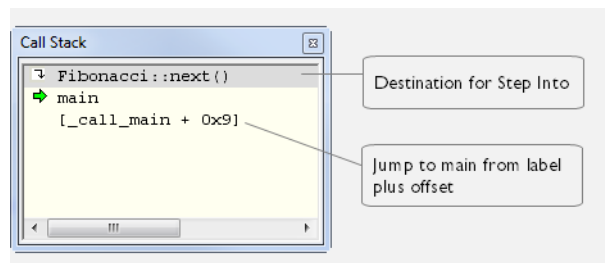 Call Stack
Fibonacci::next()
main
[_call_main + 0x9]
Destination for Step Into
Jump to main from label
plus offset